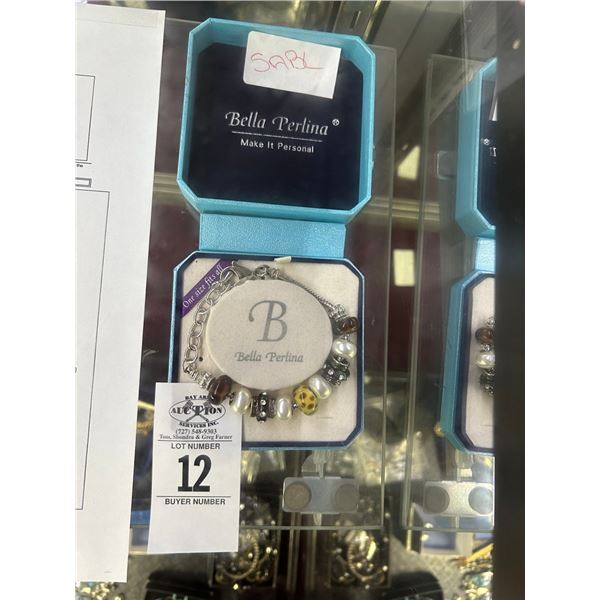 SABL
Bella Perlina®
Make It Personal
One size fits all
B
Bella Perlina
BAY AREA
AUCTION
SERVICES INC.
(727) 548-9303
Tom, Shondra & Greg Farner
LOT NUMBER
12
BUYER NUMBER